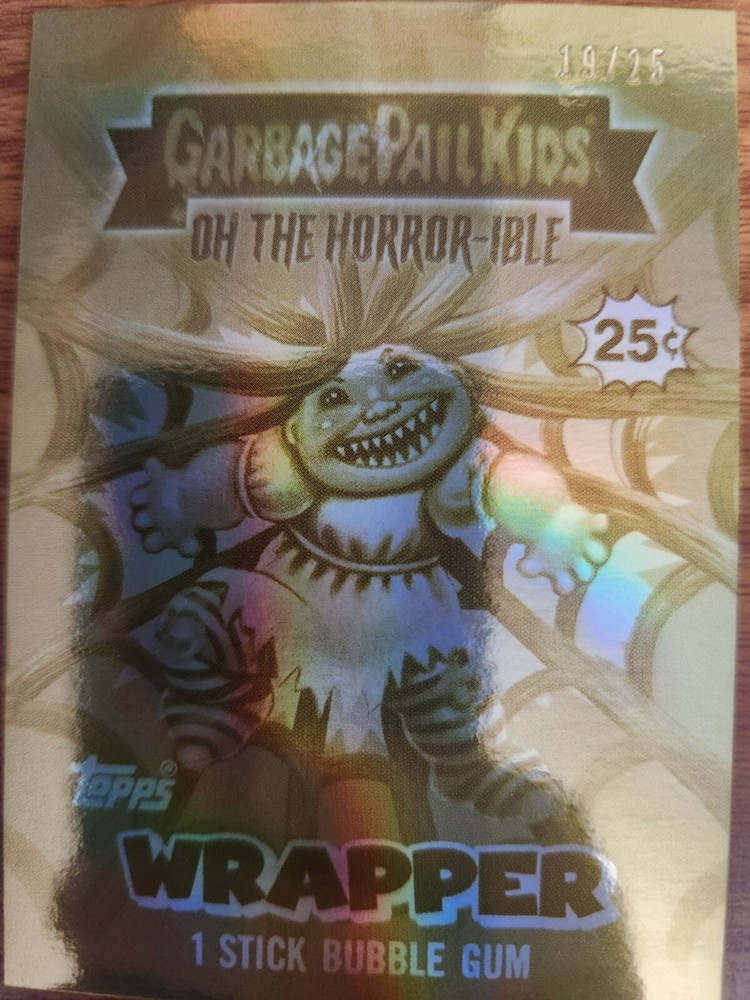 19/25
GARBAGE PAIL KIDS
OH THE HORROR-IBLE
25¢
Topps®
WRAPPER
1 STICK BUBBLE GUM